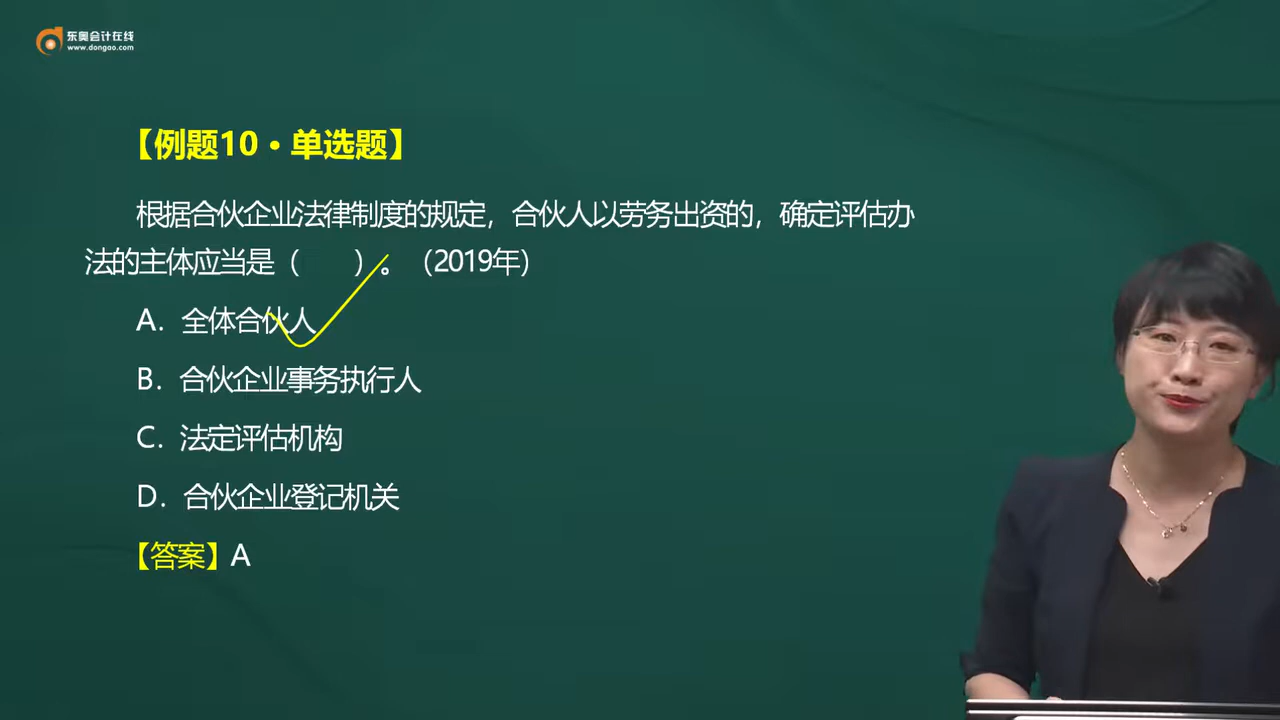 东奥会计在线
www.dongao.com
【例题10·单选题】
根据合伙企业法律制度的规定，合伙人以劳务出资的，确定评估办
法的主体应当是（　　）。（2019年）
A．全体合伙人
B．合伙企业事务执行人
C．法定评估机构
D．合伙企业登记机关
【答案】A